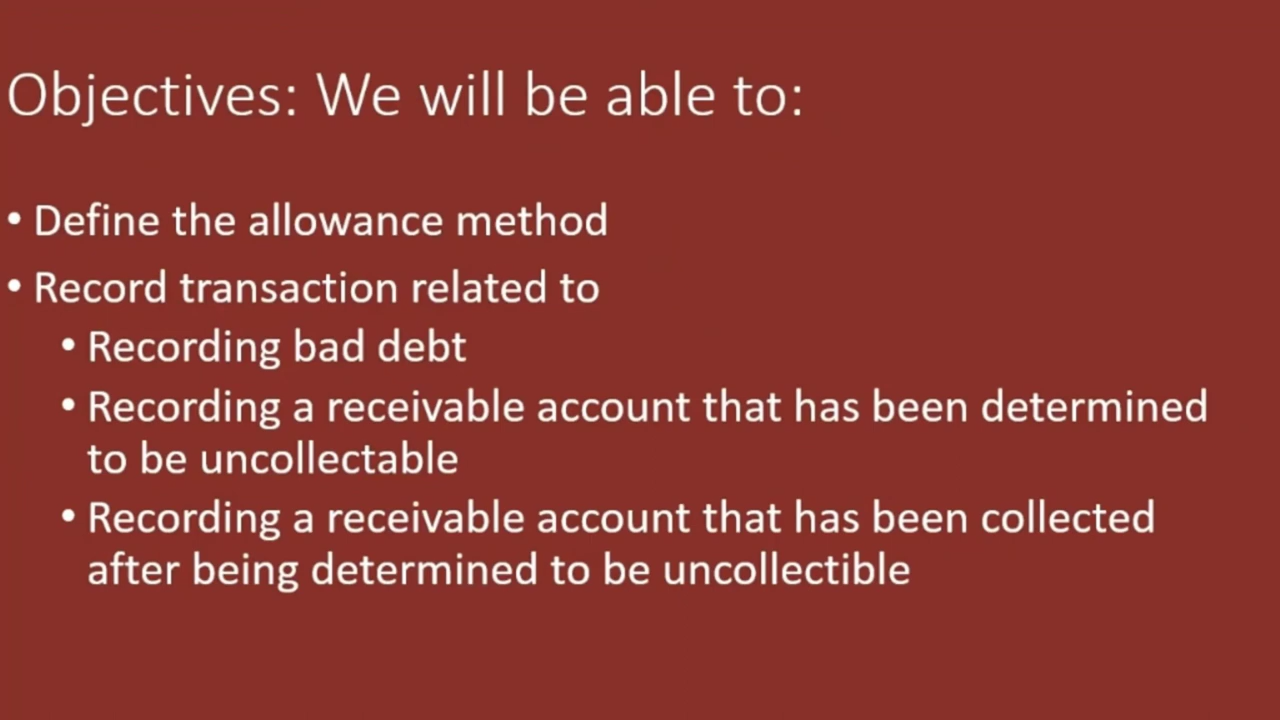 Objectives: We will be able to:
• Define the allowance method
• Record transaction related to
• Recording bad debt
• Recording a receivable account that has been determined
to be uncollectable
• Recording a receivable account that has been collected
after being determined to be uncollectible